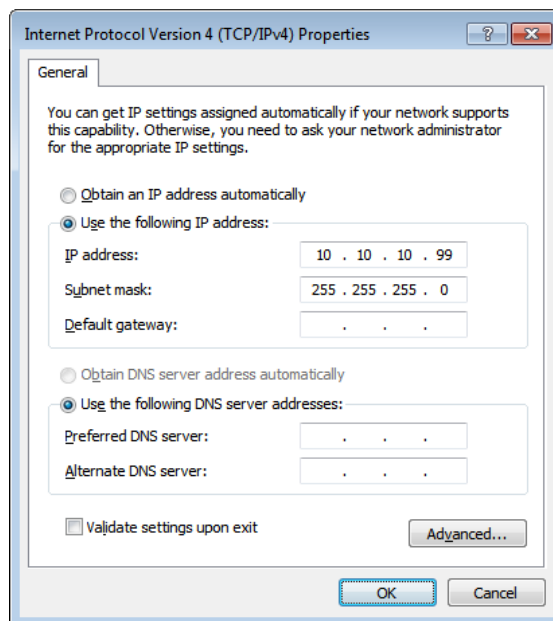 Internet Protocol Version 4 (TCP/IPv4) Properties
General
You can get IP settings assigned automatically if your network supports
this capability. Otherwise, you need to ask your network administrator
for the appropriate IP settings.
Obtain an IP address automatically
Use the following IP address:
IP address: 10 . 10 . 10 . 99
Subnet mask: 255 . 255 . 255 . 0
Default gateway: . . .
Obtain DNS server address automatically
Use the following DNS server addresses:
Preferred DNS server: . . .
Alternate DNS server: . . .
Validate settings upon exit
Advanced...
OK Cancel